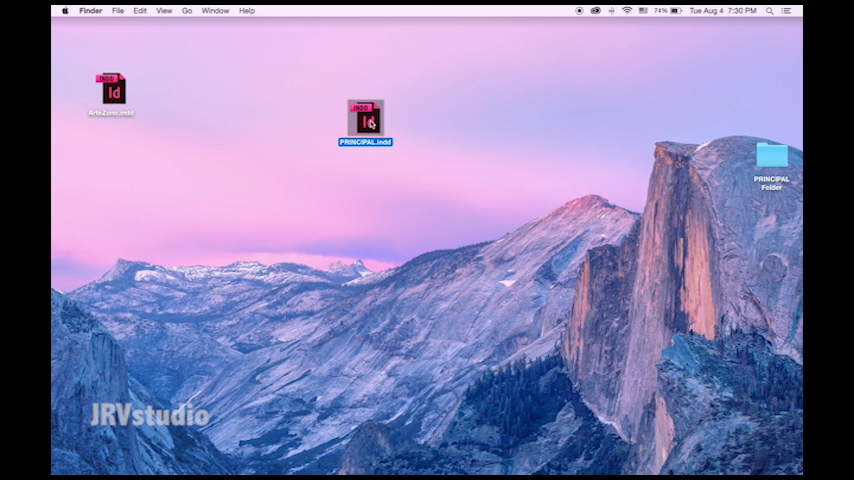 Finder File Edit View Go Window Help 74% Tue Aug 4 7:30 PM
INDD
Id
ArteZone.indd
INDD
Id
PRINCIPAL.indd
PRINCIPAL
Folder
JRVstudio